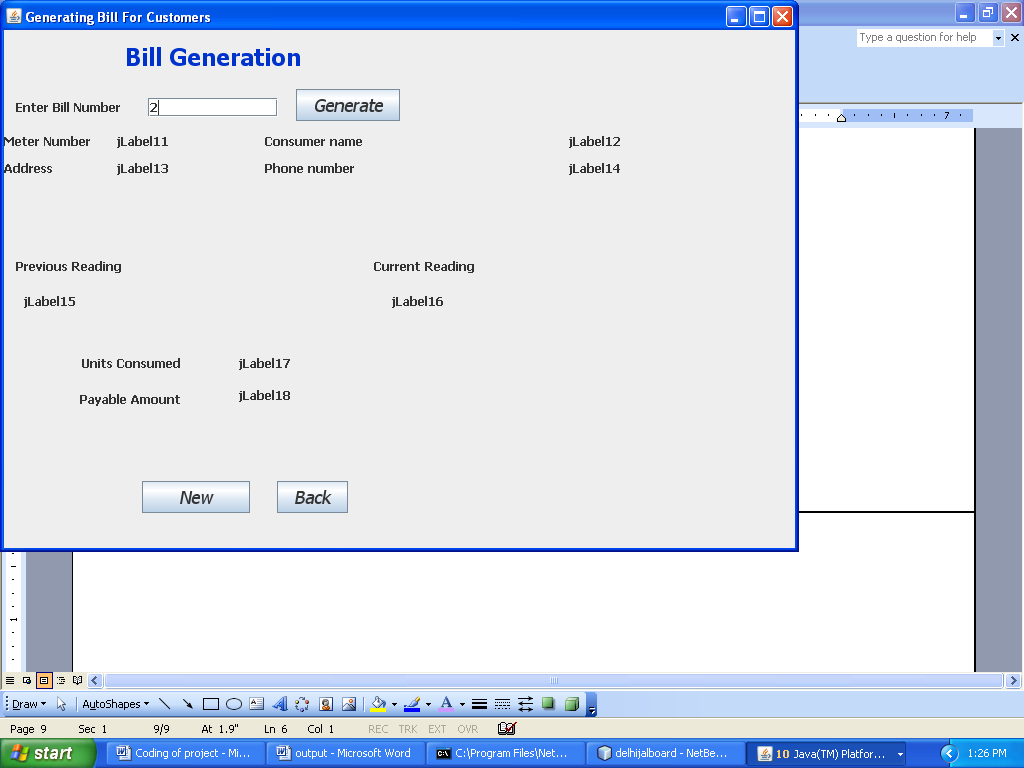 Generating Bill For Customers
Type a question for help
Bill Generation
Enter Bill Number 2 Generate
7
Meter Number jLabel11 Consumer name jLabel12
Address jLabel13 Phone number jLabel14
Previous Reading Current Reading
jLabel15 jLabel16
Units Consumed jLabel17
Payable Amount jLabel18
New Back
1
Draw AutoShapes A
Page 9 Sec 1 9/9 At 1.9" Ln 6 Col 1 REC TRK EXT OVR
start Coding of project - Mi... output - Microsoft Word C:\Program Files\Net... delhijalboard - NetBe... 10 Java(TM) Platfor... 1:26 PM